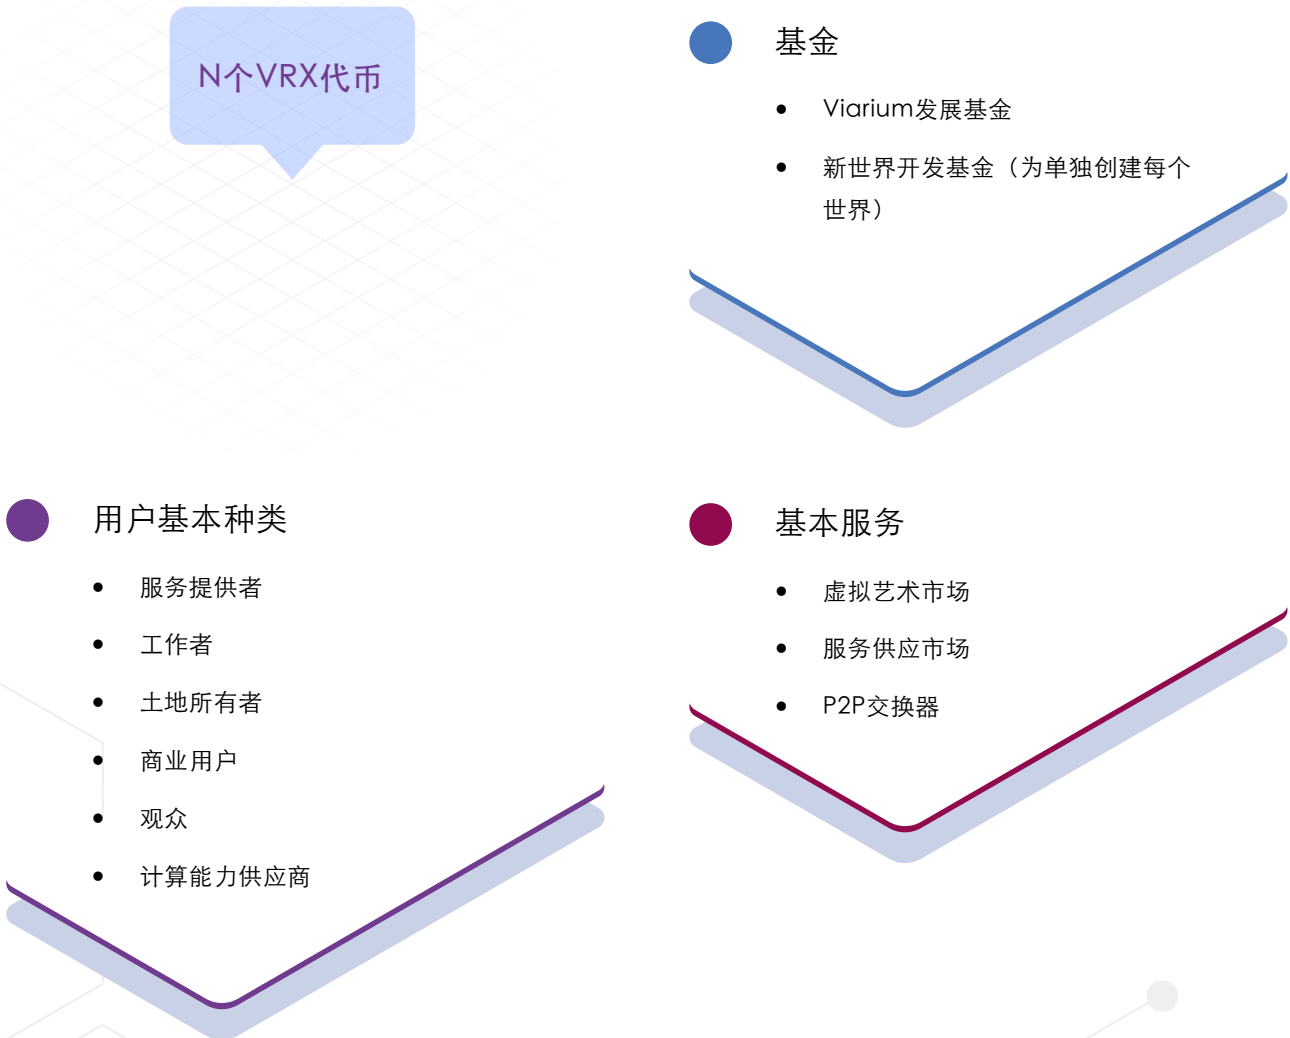 N个VRX代币
基金
• Viarium发展基金
• 新世界开发基金（为单独创建每个
世界）
用户基本种类
• 服务提供者
• 工作者
• 土地所有者
• 商业用户
• 观众
• 计算能力供应商
基本服务
• 虚拟艺术市场
• 服务供应市场
• P2P交换器